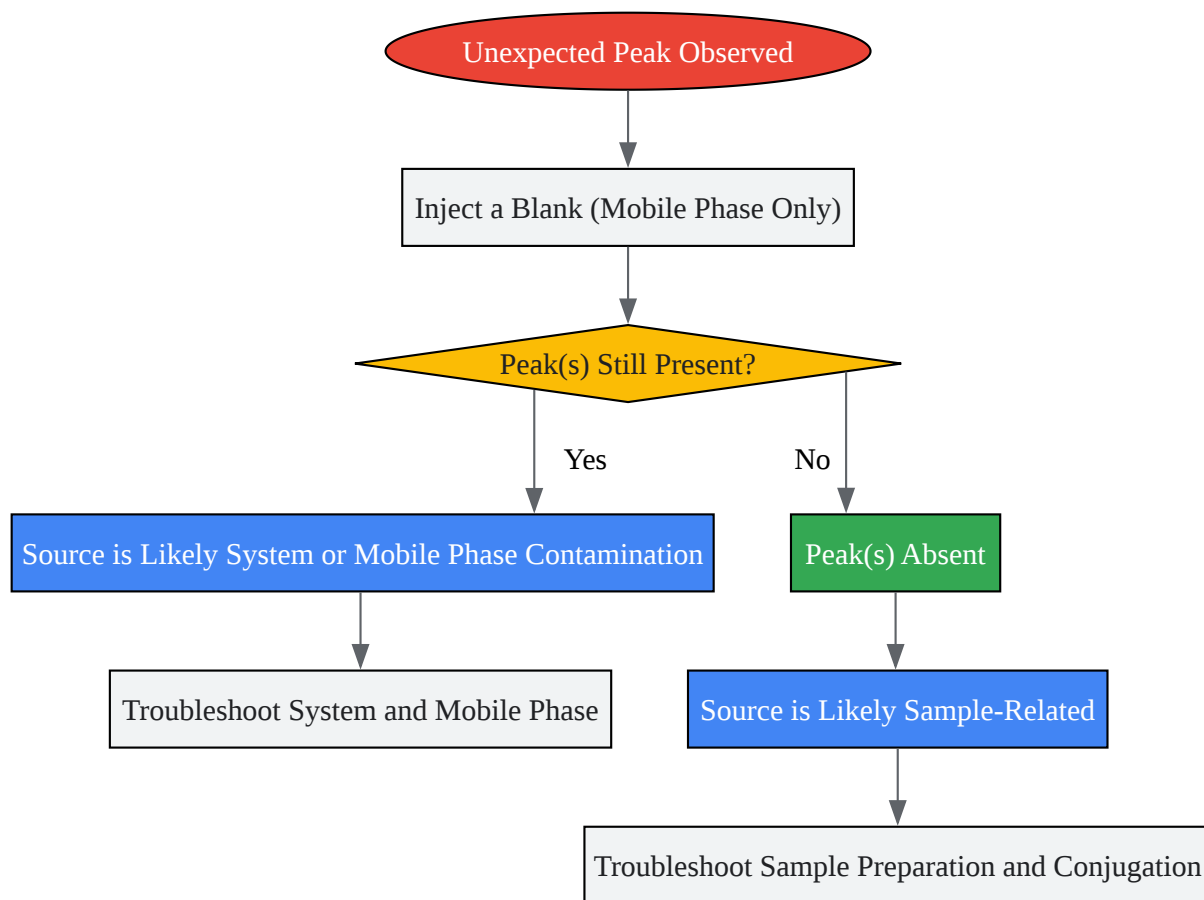 Unexpected Peak Observed
Inject a Blank (Mobile Phase Only)
Peak(s) Still Present?
Yes
No
Source is Likely System or Mobile Phase Contamination
Peak(s) Absent
Troubleshoot System and Mobile Phase
Source is Likely Sample-Related
Troubleshoot Sample Preparation and Conjugation